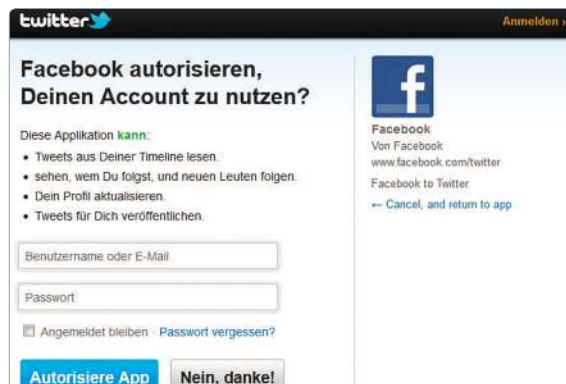 twitter
Anmelden ›
Facebook autorisieren,
Deinen Account zu nutzen?
Diese Applikation kann:
• Tweets aus Deiner Timeline lesen.
• sehen, wem Du folgst, und neuen Leuten folgen.
• Dein Profil aktualisieren.
• Tweets für Dich veröffentlichen.
Benutzername oder E-Mail
Passwort
Angemeldet bleiben · Passwort vergessen?
Autorisiere App
Nein, danke!
f
Facebook
Von Facebook
www.facebook.com/twitter
Facebook to Twitter
← Cancel, and return to app